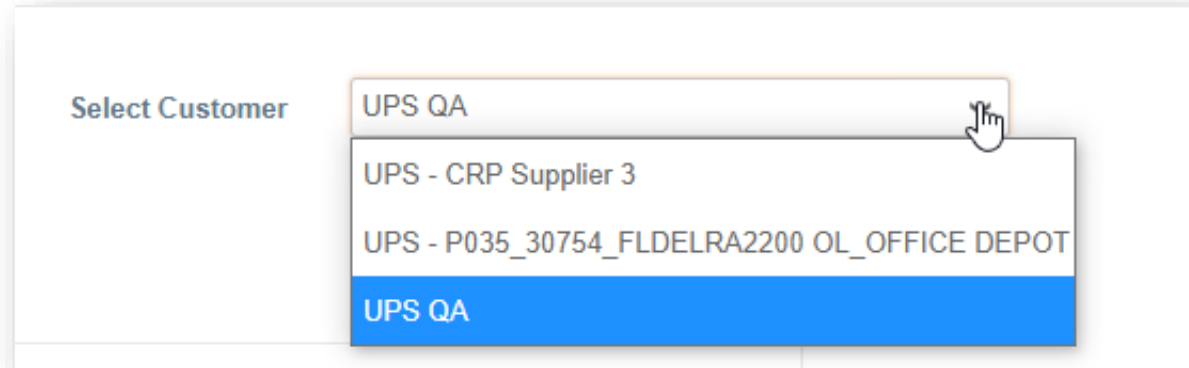 Select Customer
UPS QA
UPS - CRP Supplier 3
UPS - P035_30754_FLDELRA2200 OL_OFFICE DEPOT
UPS QA